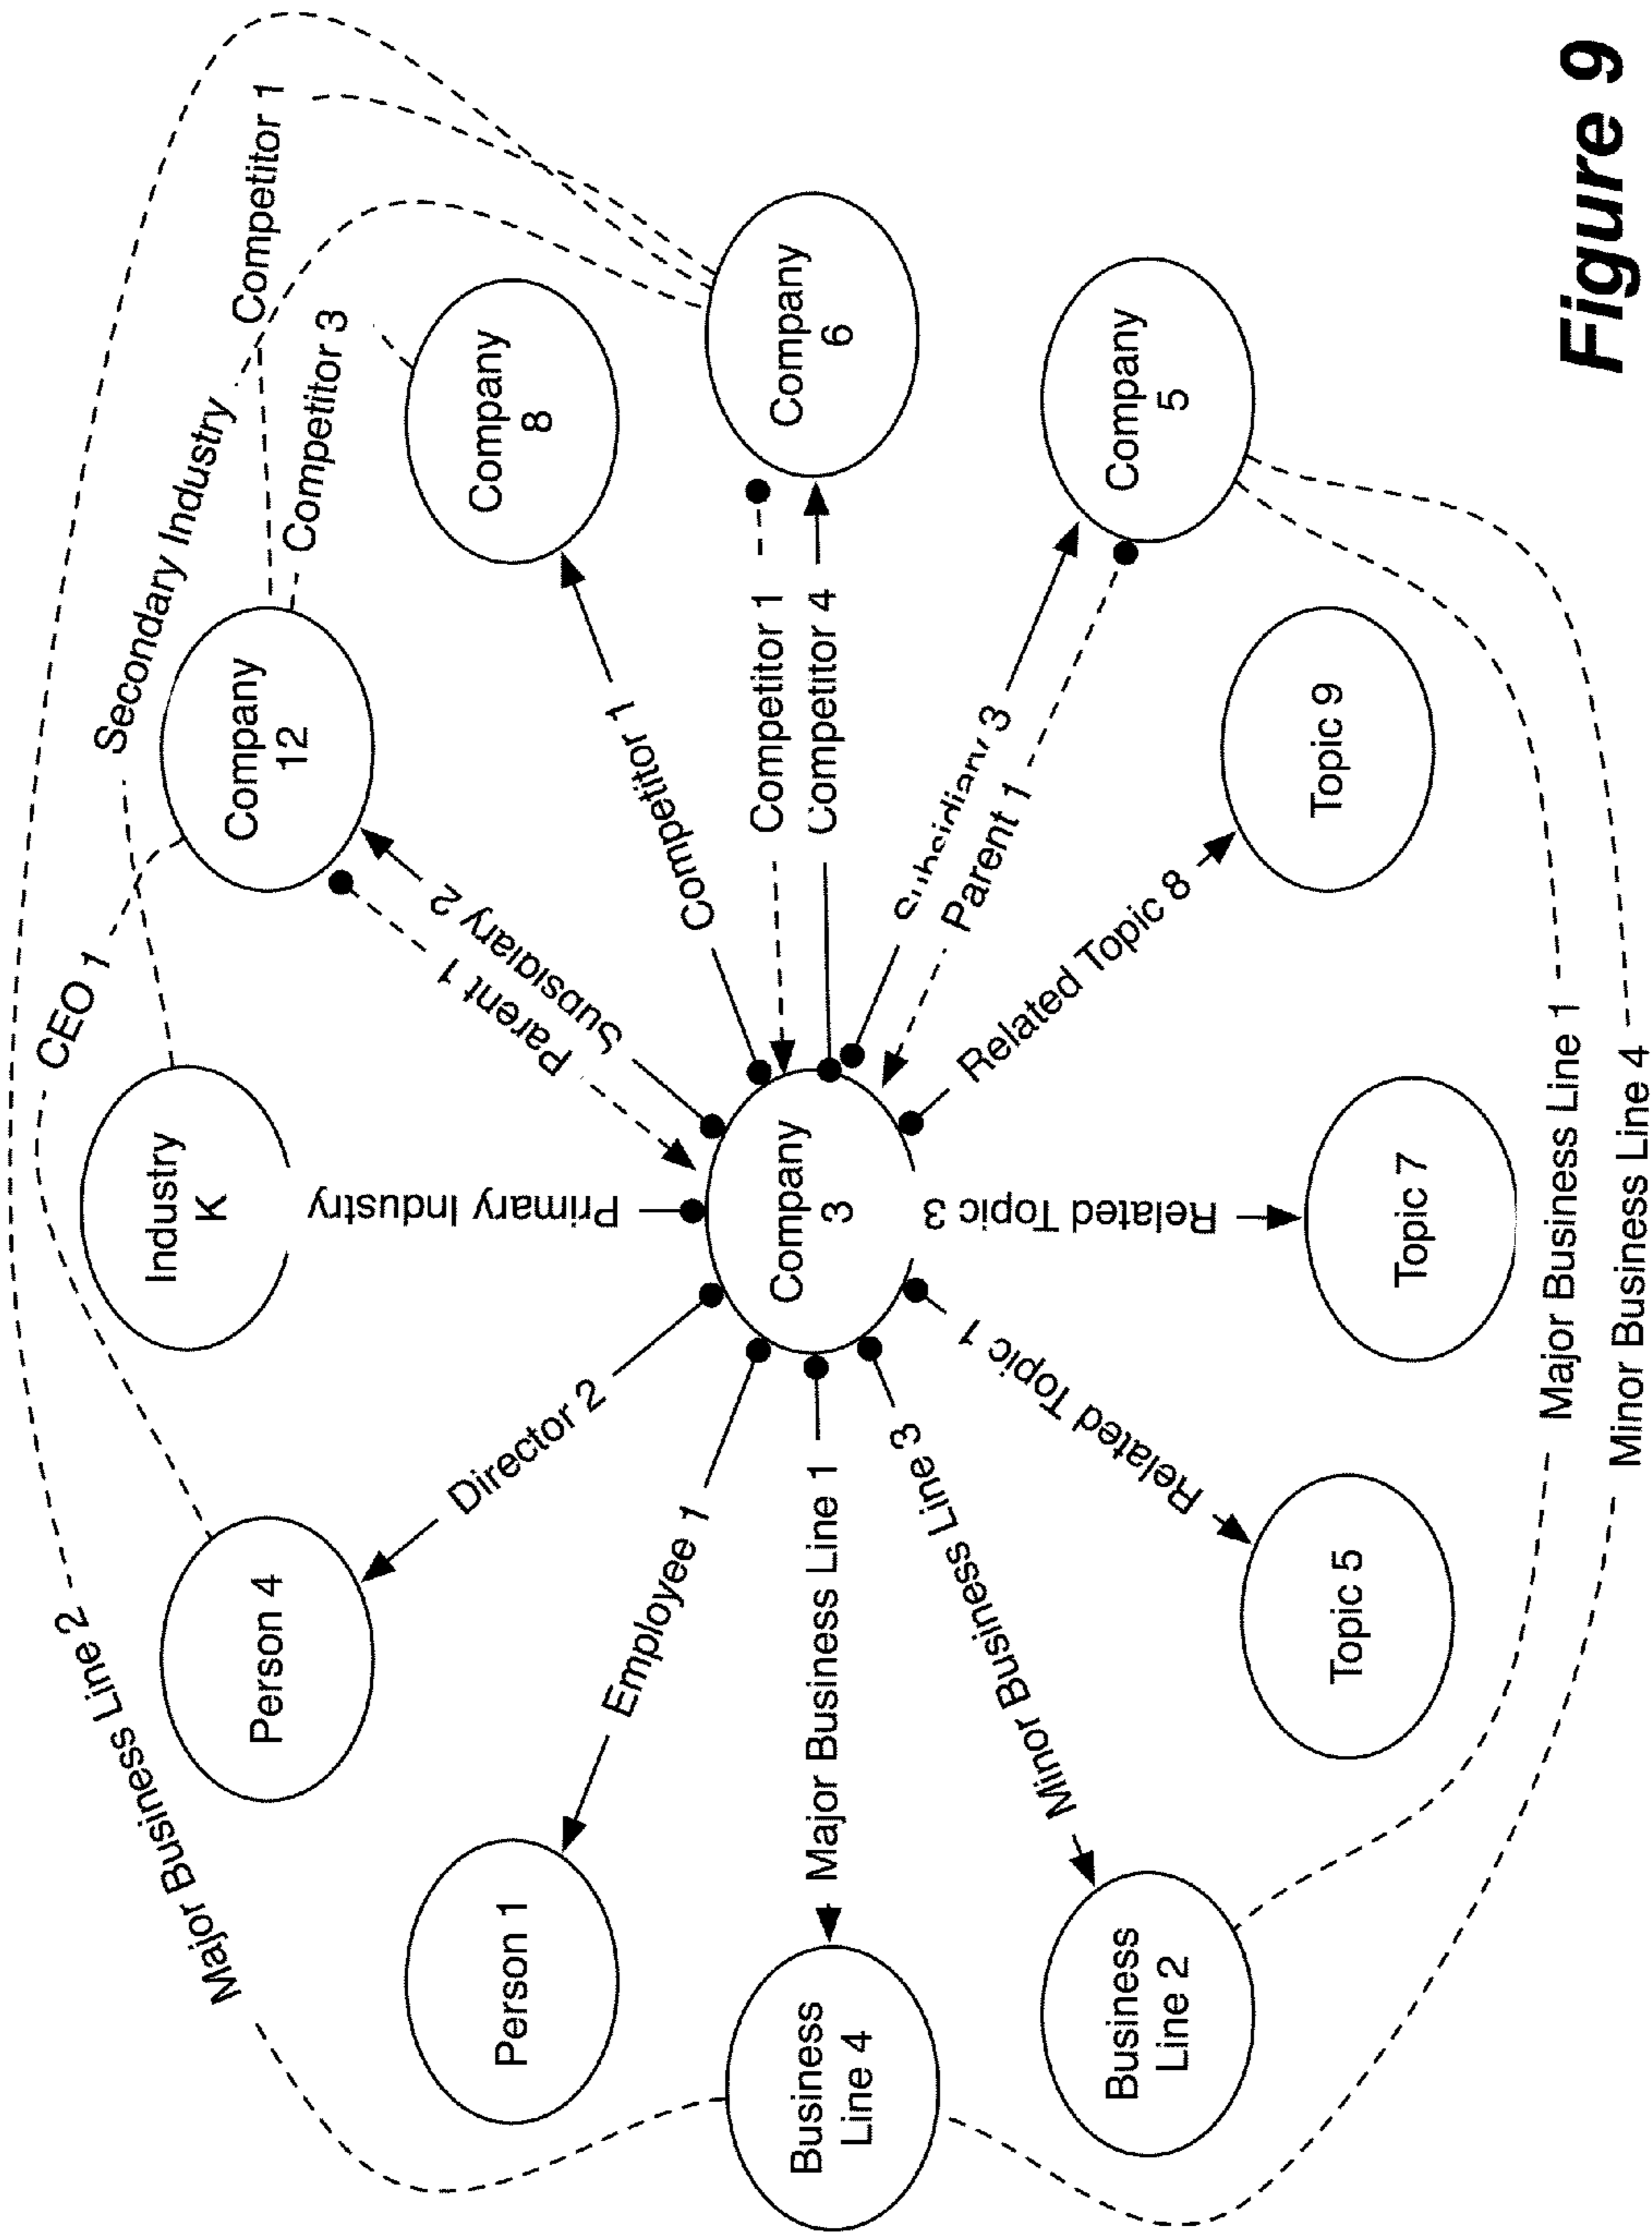 Major Business Line 2
CEO 1
Secondary Industry
Competitor 1
Competitor 3
Industry
K
Person 4
Company
12
Person 1
Company
8
Director 2
Primary Industry
Parent 1
Subsidiary 2
Employee 1
Competitor 1
Business
Line 4
Major Business Line 1
Company
3
Competitor 1
Competitor 4
Company
6
Minor Business Line 3
Related Topic 1
Related Topic 3
Related Topic 8
Subsidiary 3
Parent 1
Business
Line 2
Company
5
Topic 5
Topic 7
Topic 9
Major Business Line 1
Minor Business Line 4
Figure 9